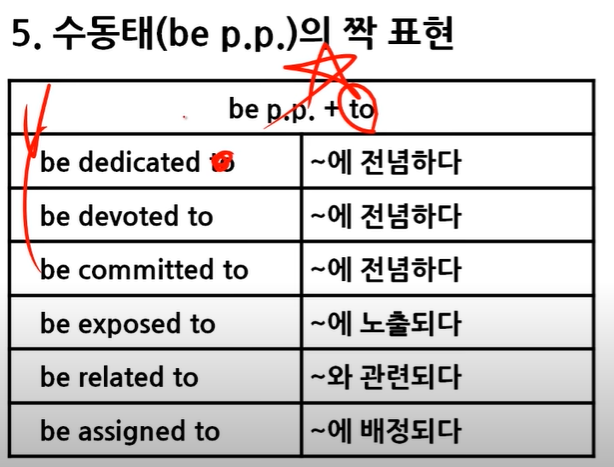 5. 수동태(be p.p.)의 짝 표현
be p.p. + to
be dedicated to ~에 전념하다
be devoted to ~에 전념하다
be committed to ~에 전념하다
be exposed to ~에 노출되다
be related to ~와 관련되다
be assigned to ~에 배정되다